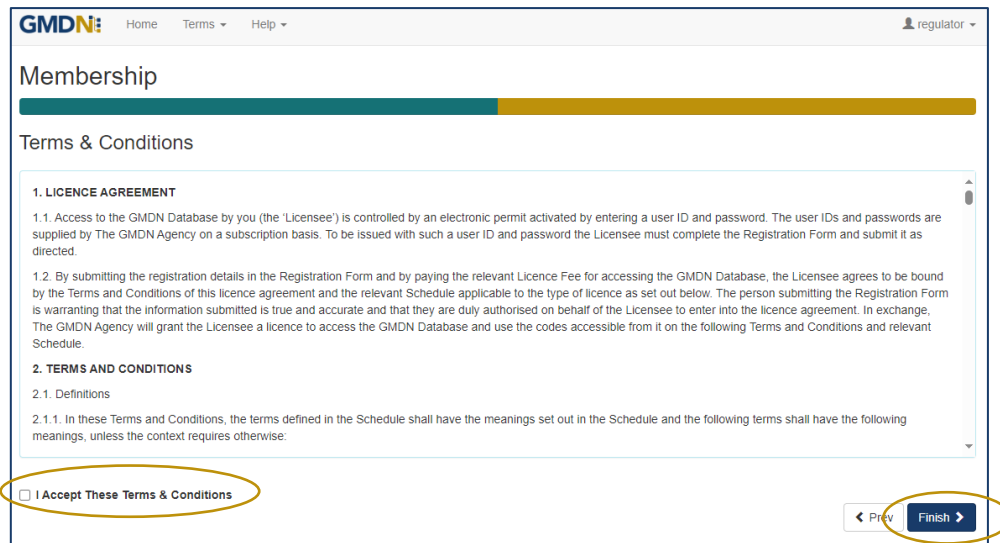 GMDN Home Terms Help regulator
Membership
Terms & Conditions
1. LICENCE AGREEMENT
1.1. Access to the GMDN Database by you (the ‘Licensee’) is controlled by an electronic permit activated by entering a user ID and password. The user IDs and passwords are
supplied by The GMDN Agency on a subscription basis. To be issued with such a user ID and password the Licensee must complete the Registration Form and submit it as
directed.
1.2. By submitting the registration details in the Registration Form and by paying the relevant Licence Fee for accessing the GMDN Database, the Licensee agrees to be bound
by the Terms and Conditions of this licence agreement and the relevant Schedule applicable to the type of licence as set out below. The person submitting the Registration Form
is warranting that the information submitted is true and accurate and that they are duly authorised on behalf of the Licensee to enter into the licence agreement. In exchange,
The GMDN Agency will grant the Licensee a licence to access the GMDN Database and use the codes accessible from it on the following Terms and Conditions and relevant
Schedule.
2. TERMS AND CONDITIONS
2.1. Definitions
2.1.1. In these Terms and Conditions, the terms defined in the Schedule shall have the meanings set out in the Schedule and the following terms shall have the following
meanings, unless the context requires otherwise:
I Accept These Terms & Conditions
Prev Finish